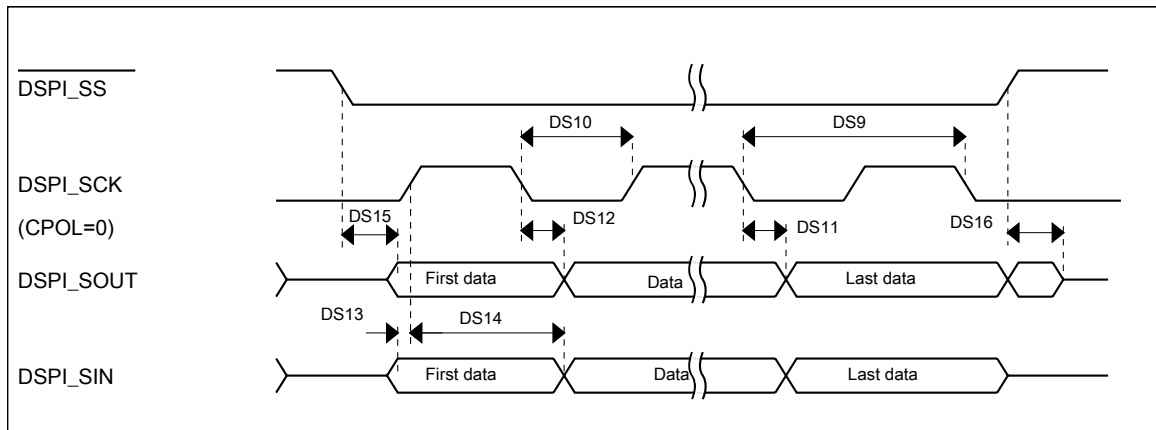 DSPI_SS
DS10
DS9
DSPI_SCK
DS15
DS12
DS11
DS16
(CPOL=0)
DSPI_SOUT
First data
Data
Last data
DS13
DS14
DSPI_SIN
First data
Data
Last data